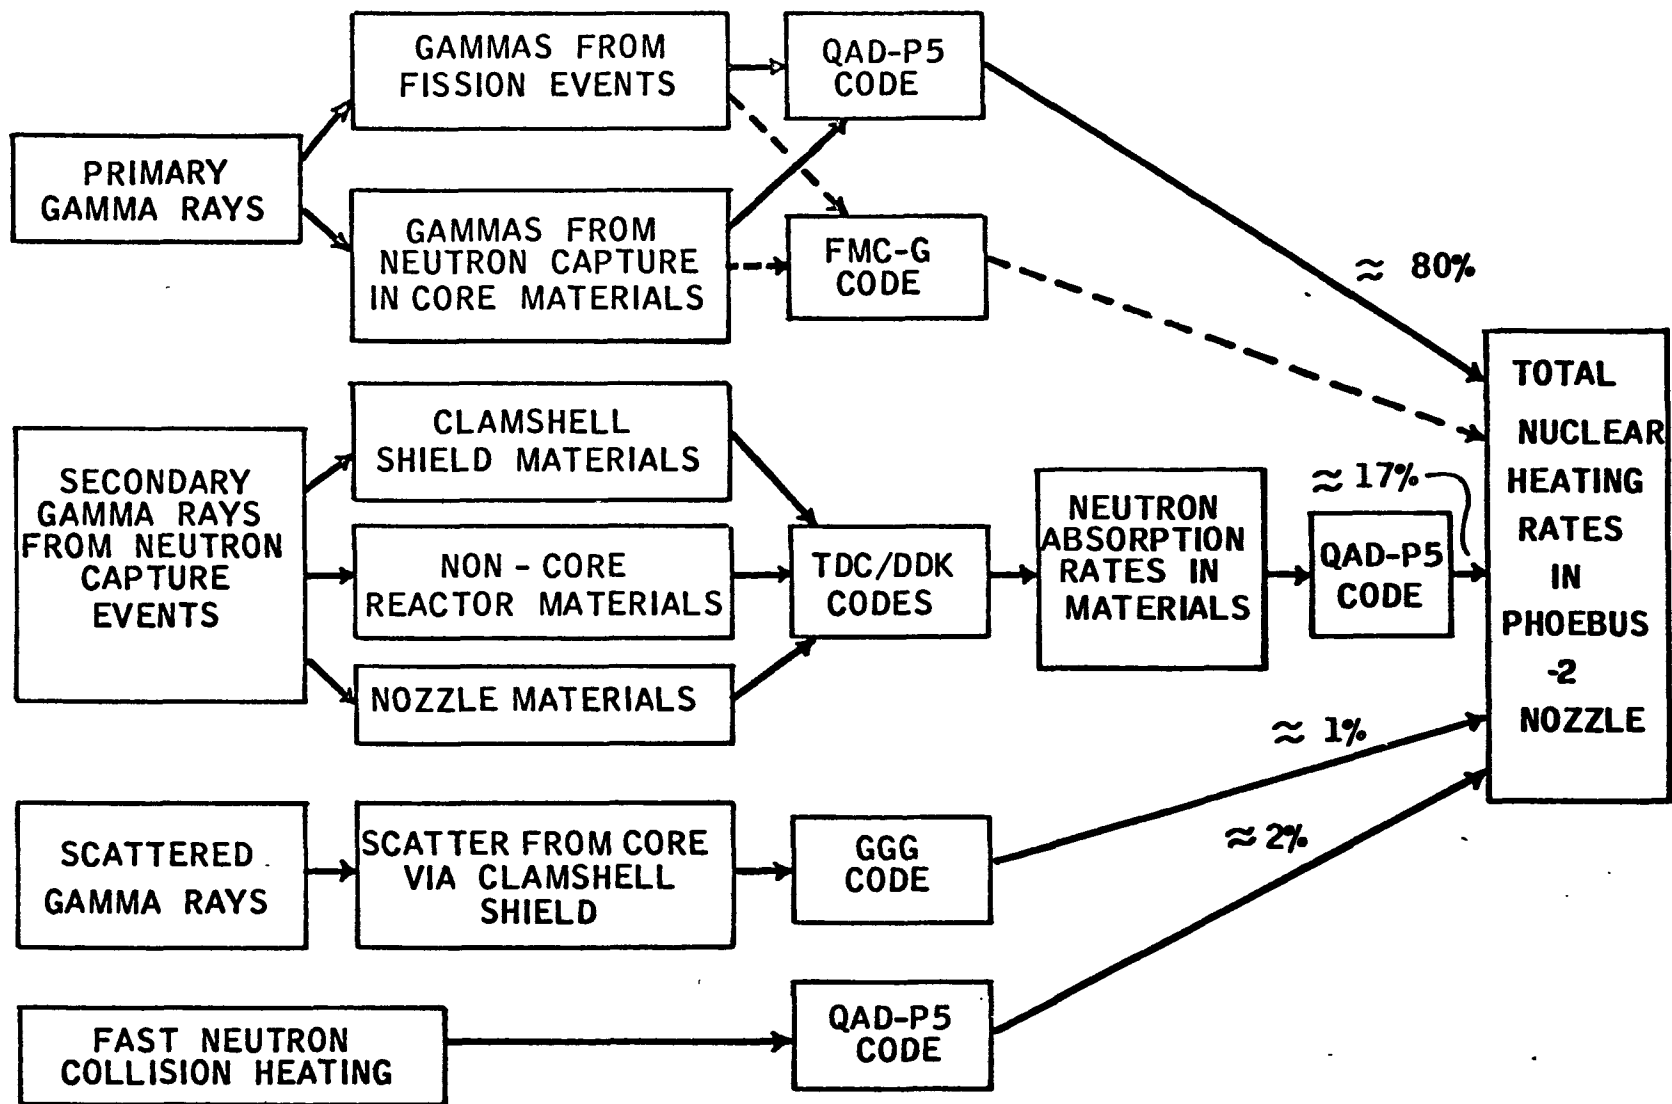 GAMMAS FROM
FISSION EVENTS
QAD-P5
CODE
PRIMARY
GAMMA RAYS
GAMMAS FROM
NEUTRON CAPTURE
IN CORE MATERIALS
FMC-G
CODE
≈ 80%
CLAMSHELL
SHIELD MATERIALS
SECONDARY
GAMMA RAYS
FROM NEUTRON
CAPTURE
EVENTS
NON-CORE
REACTOR MATERIALS
NOZZLE MATERIALS
TDC/DDK
CODES
NEUTRON
ABSORPTION
RATES IN
MATERIALS
≈ 17%
QAD-P5
CODE
TOTAL
NUCLEAR
HEATING
RATES
IN
PHOEBUS
-2
NOZZLE
≈ 1%
SCATTERED
GAMMA RAYS
SCATTER FROM CORE
VIA CLAMSHELL
SHIELD
GGG
CODE
≈ 2%
FAST NEUTRON
COLLISION HEATING
QAD-P5
CODE